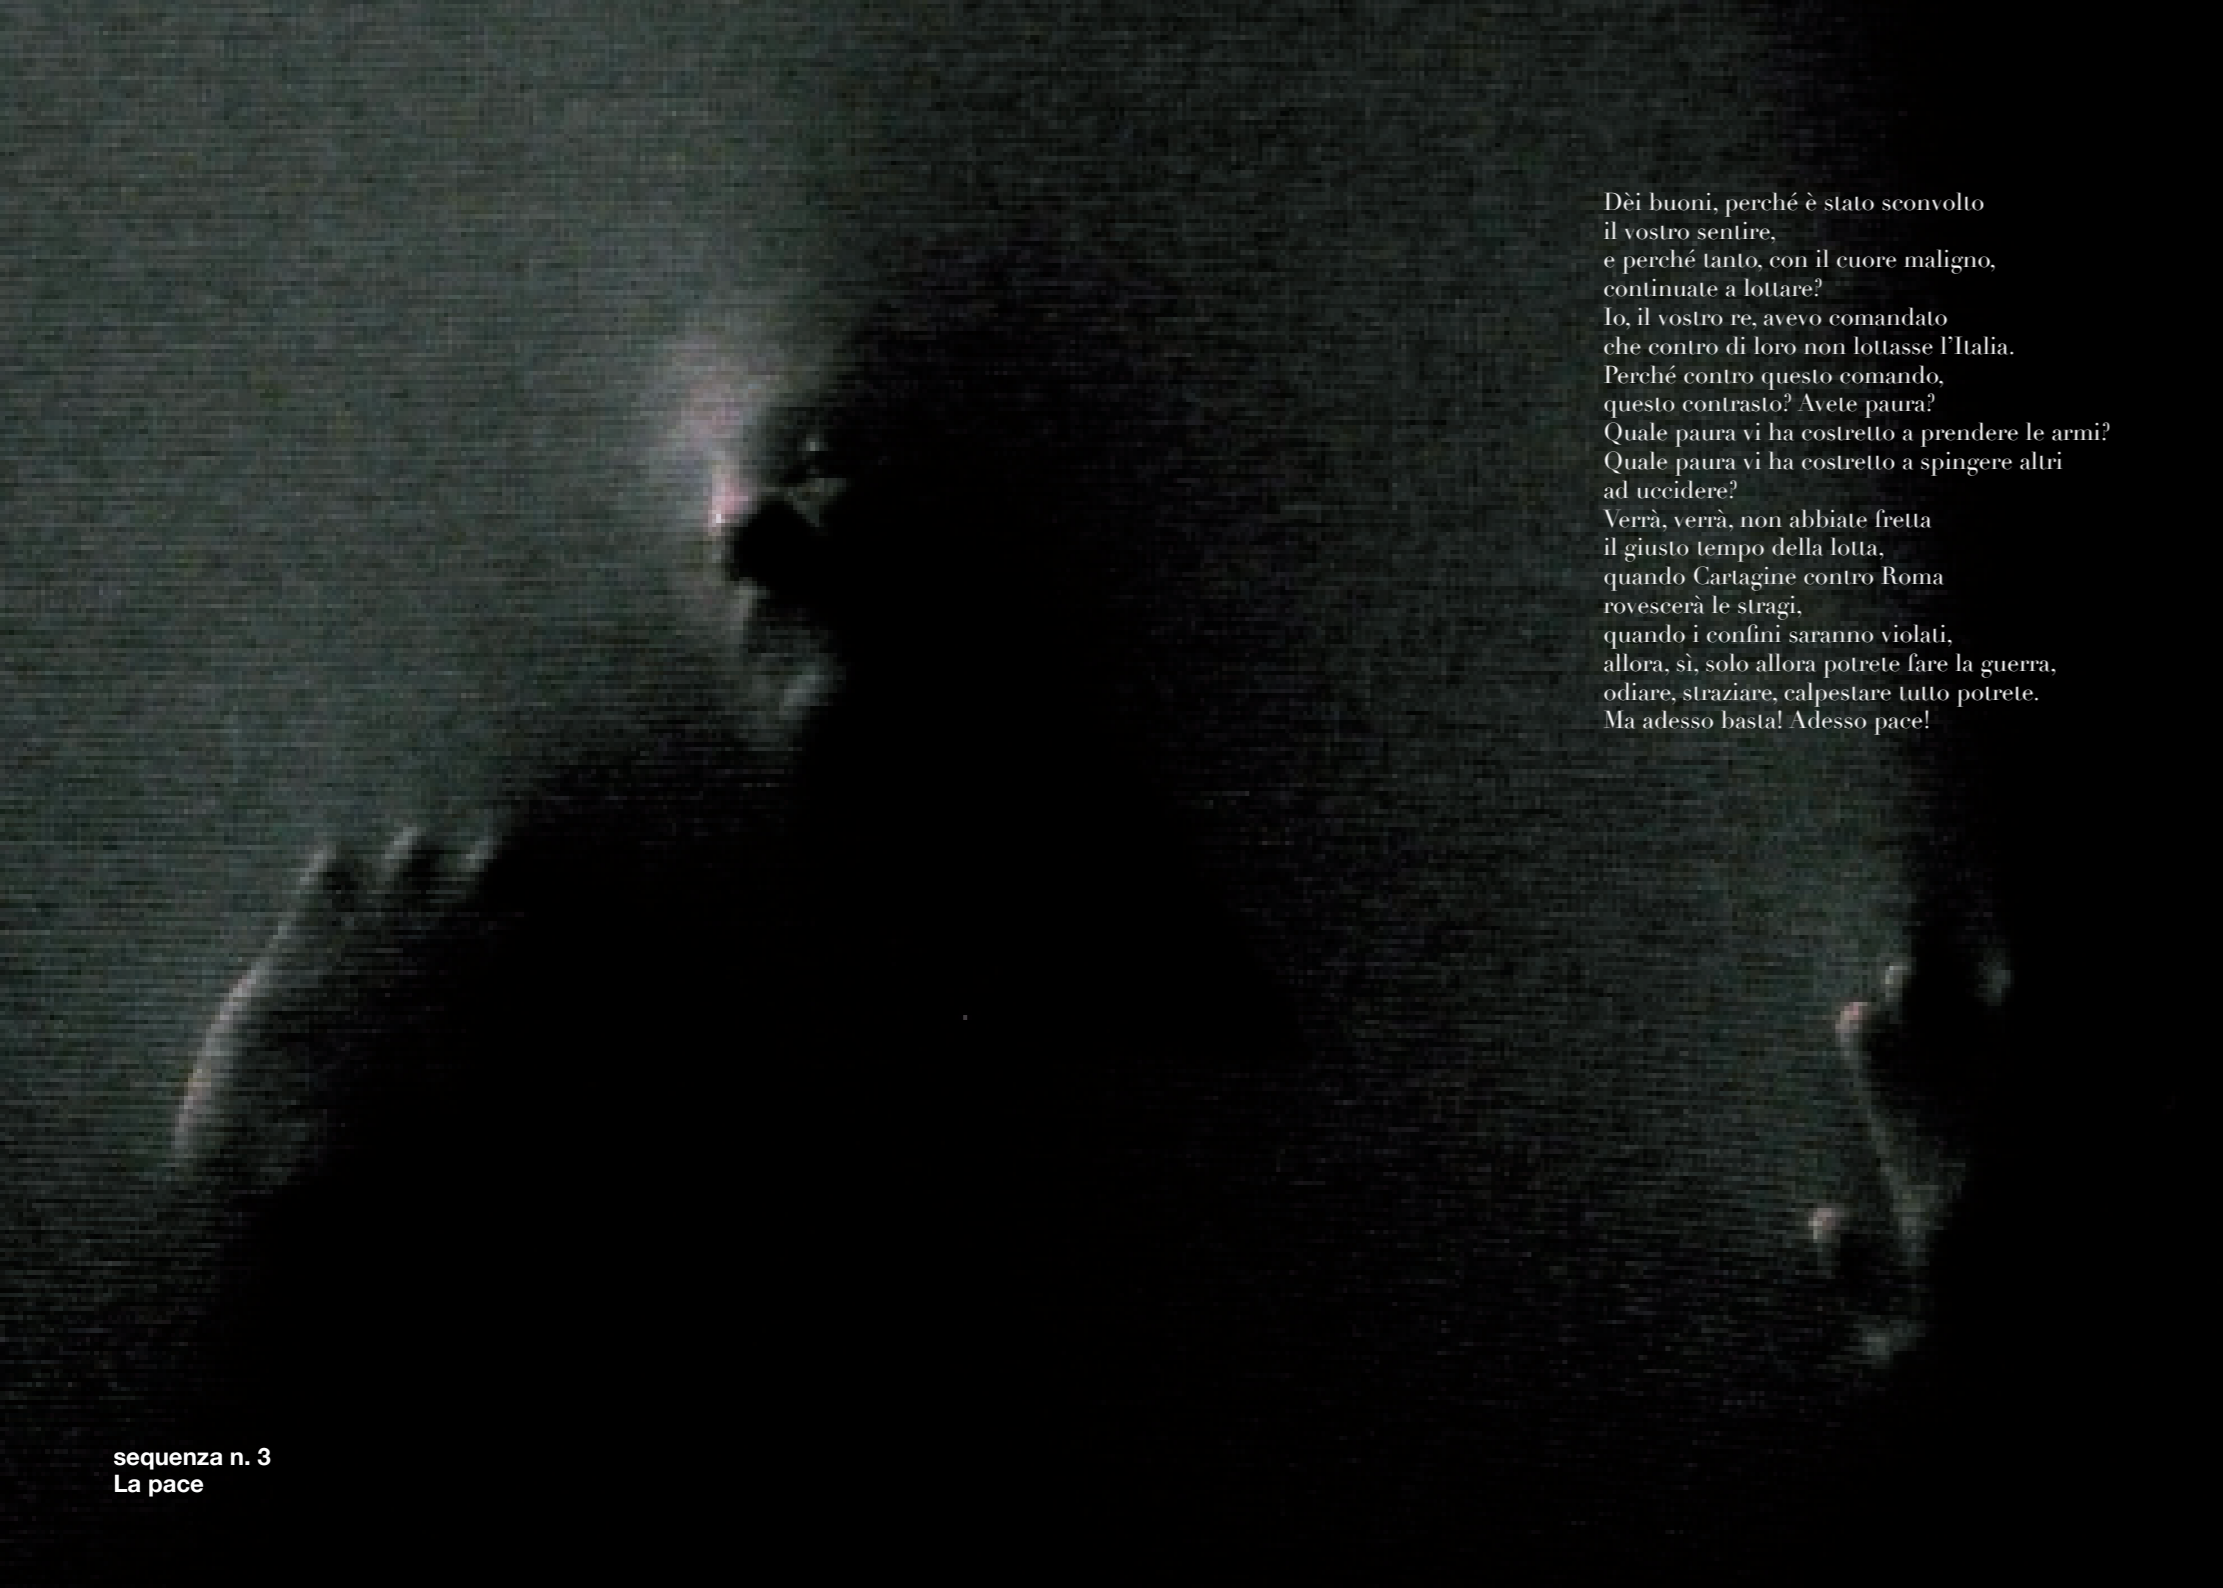 Dèi buoni, perché è stato sconvolto
il vostro sentire,
e perché tanto, con il cuore maligno,
continuate a lottare?
Io, il vostro re, avevo comandato
che contro di loro non lottasse l’Italia.
Perché contro questo comando,
questo contrasto? Avete paura?
Quale paura vi ha costretto a prendere le armi?
Quale paura vi ha costretto a spingere altri
ad uccidere?
Verrà, verrà, non abbiate fretta
il giusto tempo della lotta,
quando Cartagine contro Roma
rovescerà le stragi,
quando i confini saranno violati,
allora, sì, solo allora potrete fare la guerra,
odiare, straziare, calpestare tutto potrete.
Ma adesso basta! Adesso pace!
sequenza n. 3
La pace